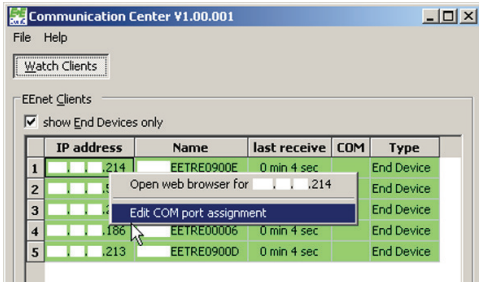 Communication Center V1.00.001
File Help
Watch Clients
EEnet Clients
show End Devices only
IP address Name last receive COM Type
1 .214 EETRE0900E 0 min 4 sec End Device
2 End Device
Open web browser for . . .214
3 End Device
Edit COM port assignment
4 .186 EETRE00006 0 min 4 sec End Device
5 . . .213 EETRE0900D 0 min 4 sec End Device